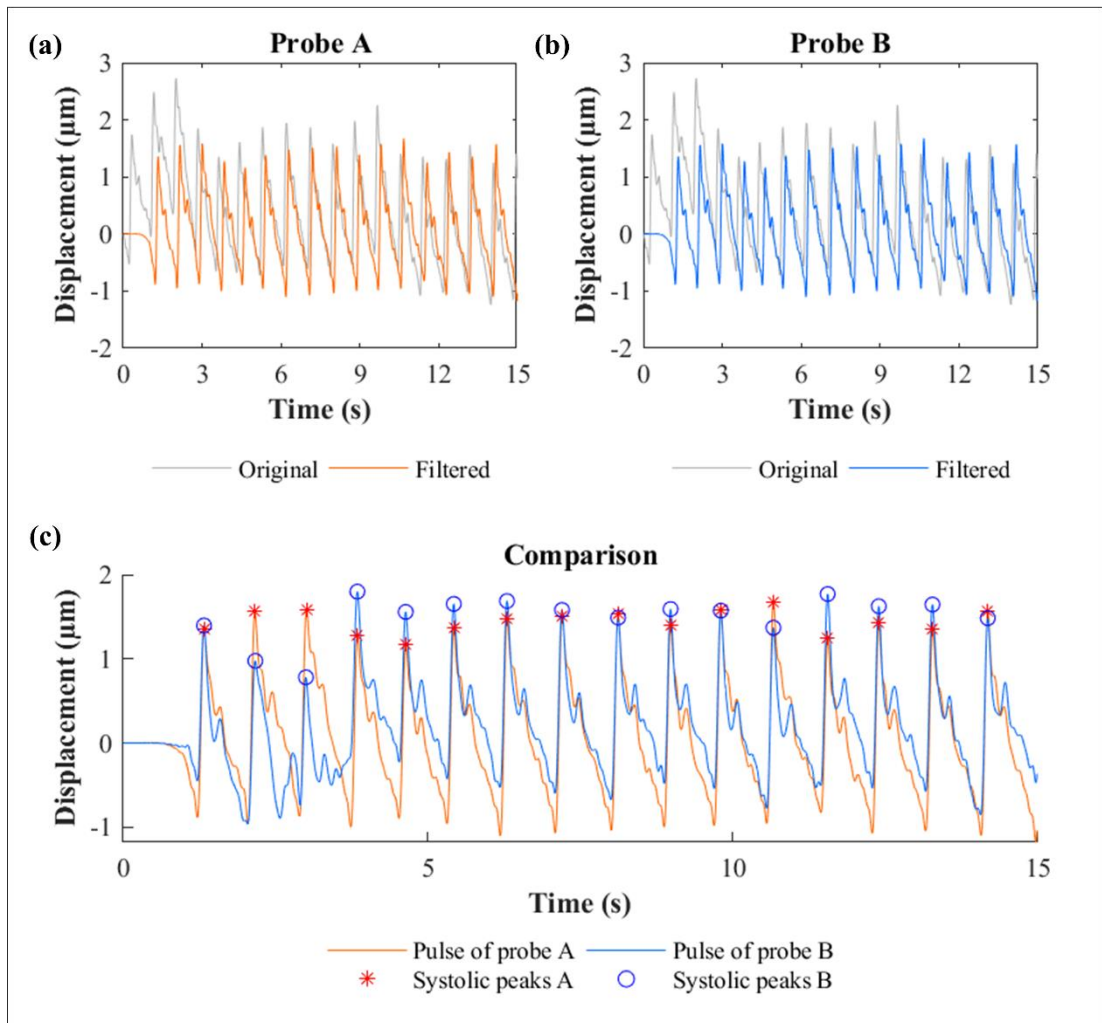 (a)
Probe A
3
2
1
0
-1
-2
Displacement (μm)
0 3 6 9 12 15
Time (s)
Original Filtered
(b)
Probe B
3
2
1
0
-1
-2
Displacement (μm)
0 3 6 9 12 15
Time (s)
Original Filtered
(c)
Comparison
2
1
0
-1
Displacement (μm)
0 5 10 15
Time (s)
Pulse of probe A Pulse of probe B
Systolic peaks A Systolic peaks B